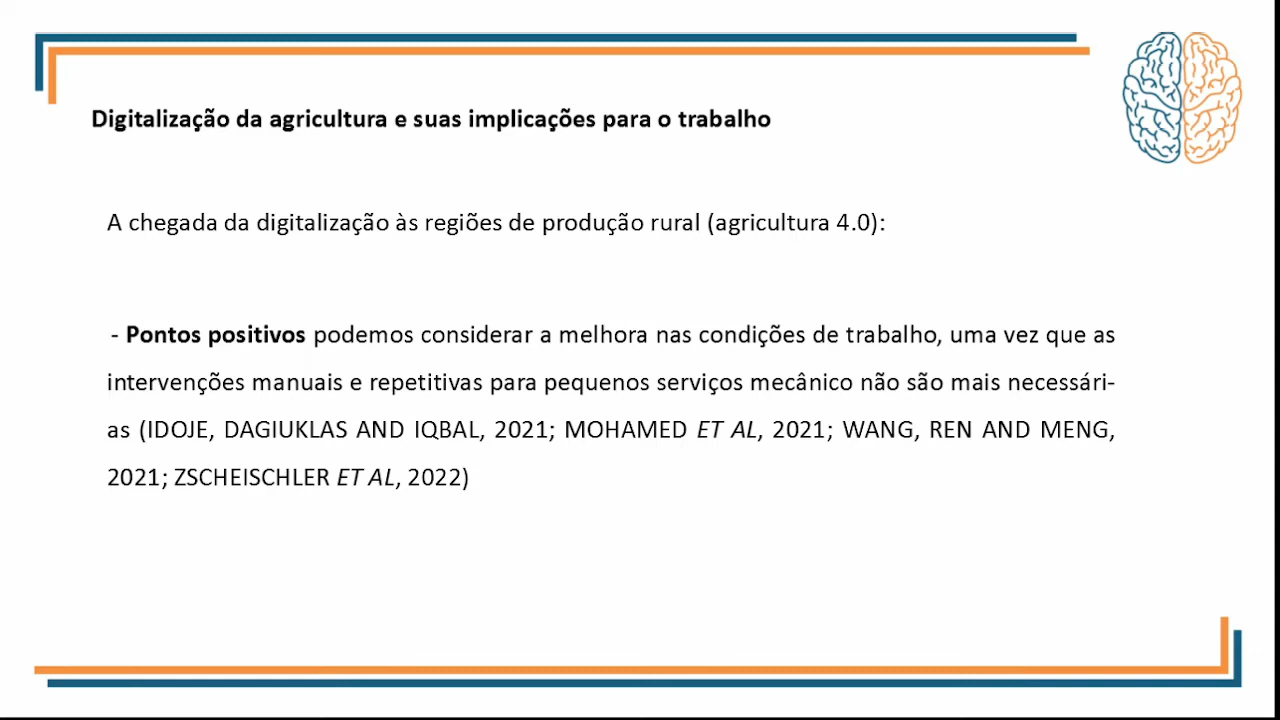 Digitalização da agricultura e suas implicações para o trabalho
A chegada da digitalização às regiões de produção rural (agricultura 4.0):
- Pontos positivos podemos considerar a melhora nas condições de trabalho, uma vez que as
intervenções manuais e repetitivas para pequenos serviços mecânico não são mais necessári-
as (IDOJE, DAGIUKLAS AND IQBAL, 2021; MOHAMED ET AL, 2021; WANG, REN AND MENG,
2021; ZSCHEISCHLER ET AL, 2022)